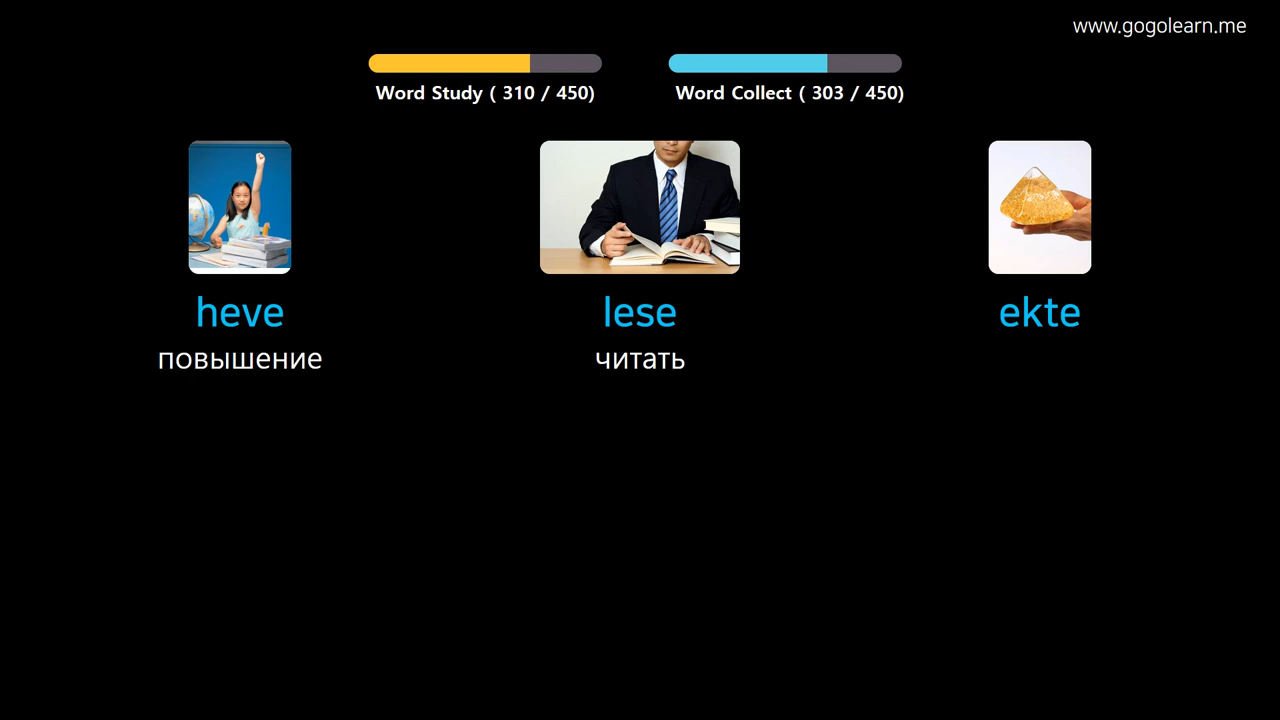 www.gogolearn.me
Word Study ( 310 / 450)
Word Collect ( 303 / 450)
heve
lese
ekte
повышение
читать